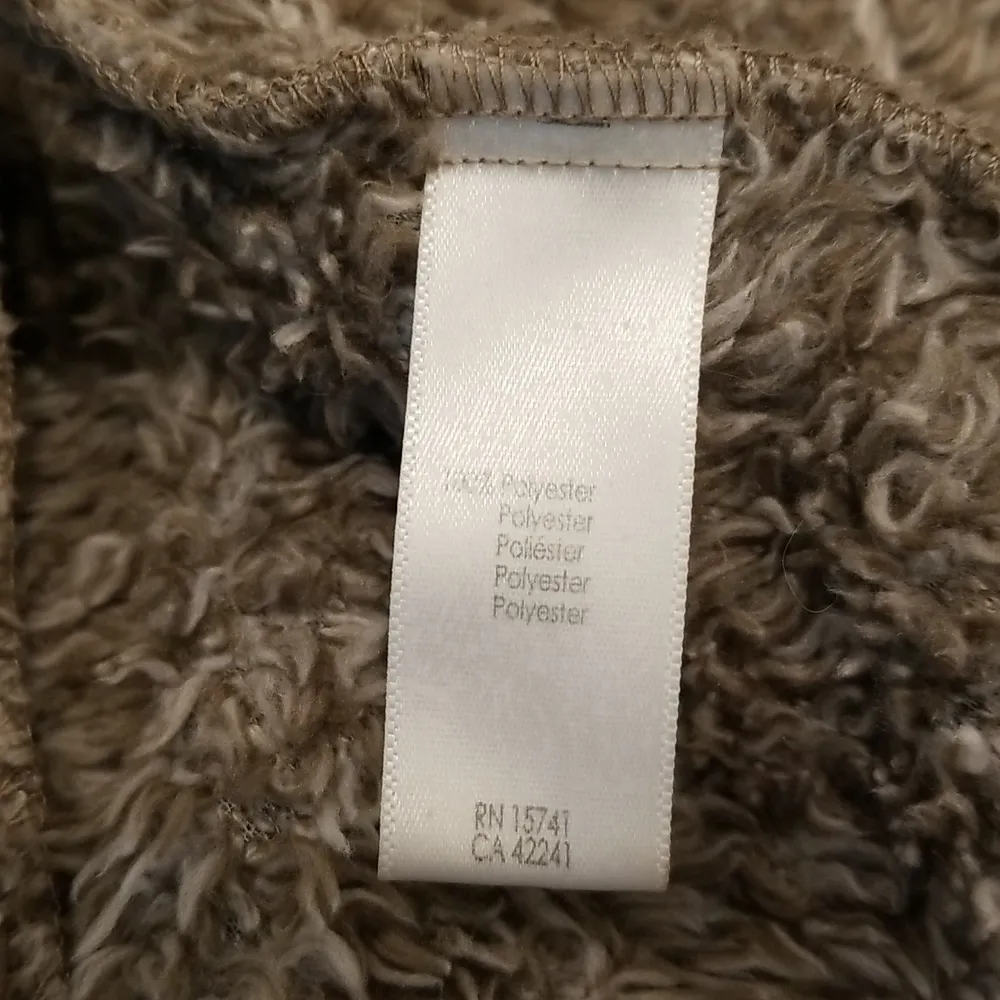 100% Polyester
Polyester
Poliéster
Polyester
Polyester
RN 15741
CA 42241